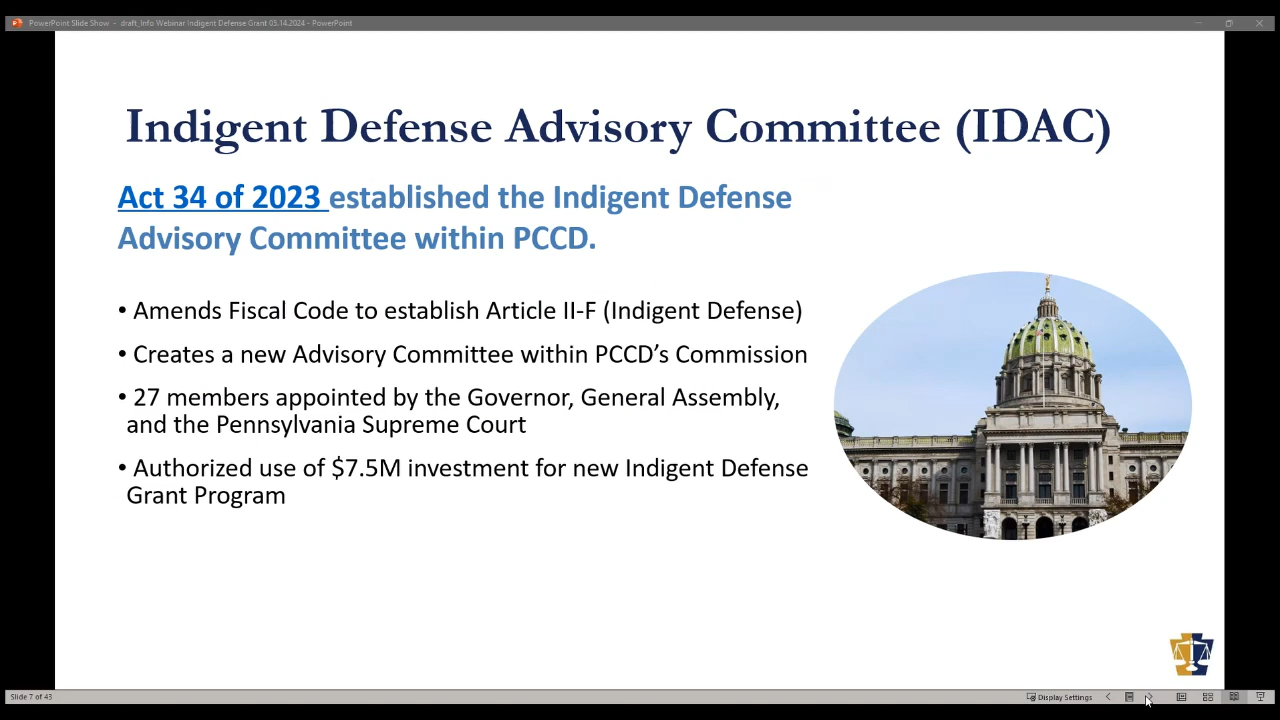 PowerPoint Slide Show - draft_Info Webinar Indigent Defense Grant 05.14.2024 - PowerPoint
Indigent Defense Advisory Committee (IDAC)
Act 34 of 2023 established the Indigent Defense
Advisory Committee within PCCD.
• Amends Fiscal Code to establish Article II-F (Indigent Defense)
• Creates a new Advisory Committee within PCCD’s Commission
• 27 members appointed by the Governor, General Assembly,
and the Pennsylvania Supreme Court
• Authorized use of $7.5M investment for new Indigent Defense
Grant Program
Slide 7 of 43
Display Settings